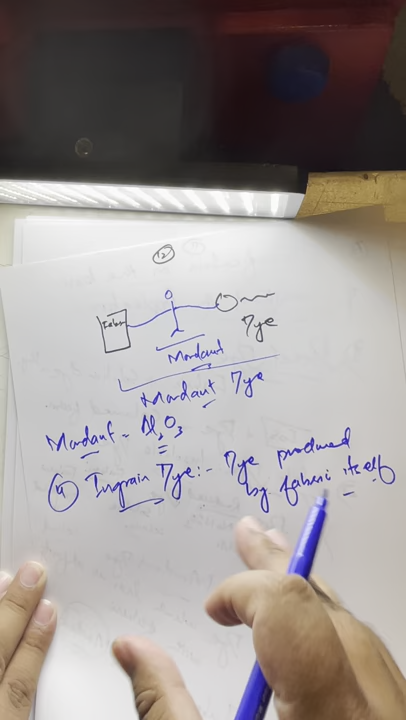 12
Fabric
Dye
Mordant
Mordant Dye
Mordant - Al2O3
(4) Ingrain Dye:- Dye produced
by fabric itself